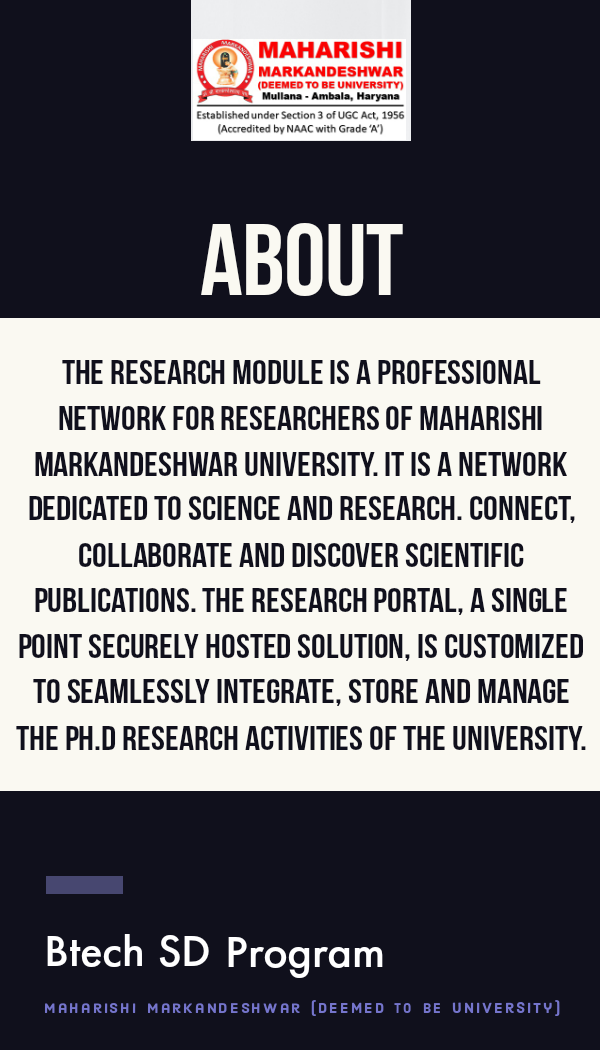 MAHARISHI
MARKANDESHWAR
(DEEMED TO BE UNIVERSITY)
Mullana - Ambala, Haryana
Established under Section 3 of UGC Act, 1956
(Accredited by NAAC with Grade ‘A’)
ABOUT
THE RESEARCH MODULE IS A PROFESSIONAL
NETWORK FOR RESEARCHERS OF MAHARISHI
MARKANDESHWAR UNIVERSITY. IT IS A NETWORK
DEDICATED TO SCIENCE AND RESEARCH. CONNECT,
COLLABORATE AND DISCOVER SCIENTIFIC
PUBLICATIONS. THE RESEARCH PORTAL, A SINGLE
POINT SECURELY HOSTED SOLUTION, IS CUSTOMIZED
TO SEAMLESSLY INTEGRATE, STORE AND MANAGE
THE PH.D RESEARCH ACTIVITIES OF THE UNIVERSITY.
Btech SD Program
MAHARISHI MARKANDESHWAR (DEEMED TO BE UNIVERSITY)